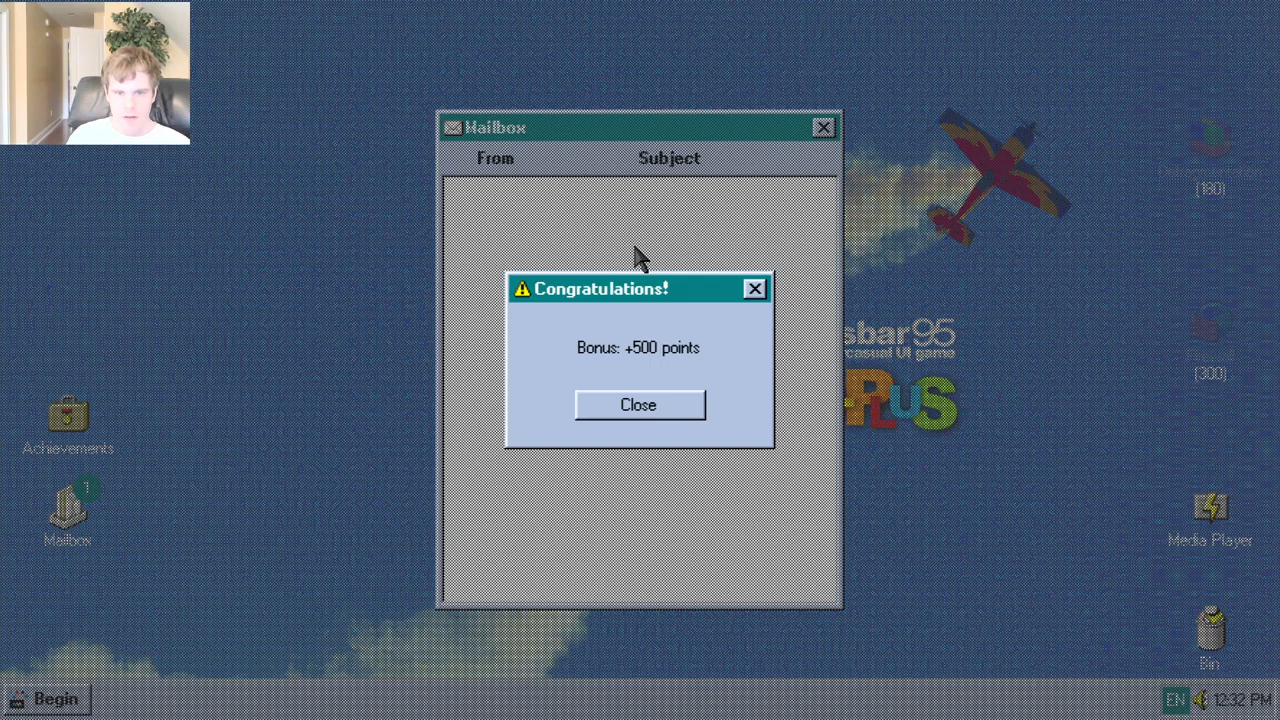 Mailbox
From Subject
(180)
Congratulations!
Bonus: +500 points
Close
sbar95
casual UI game
PLUS
(300)
Achievements
1
Mailbox
Media Player
Bin
Begin
EN 12:32 PM